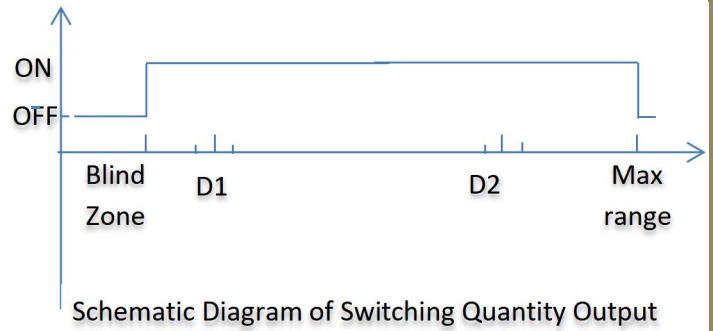 ON
OFF
Blind
Zone
D1
D2
Max
range
Schematic Diagram of Switching Quantity Output